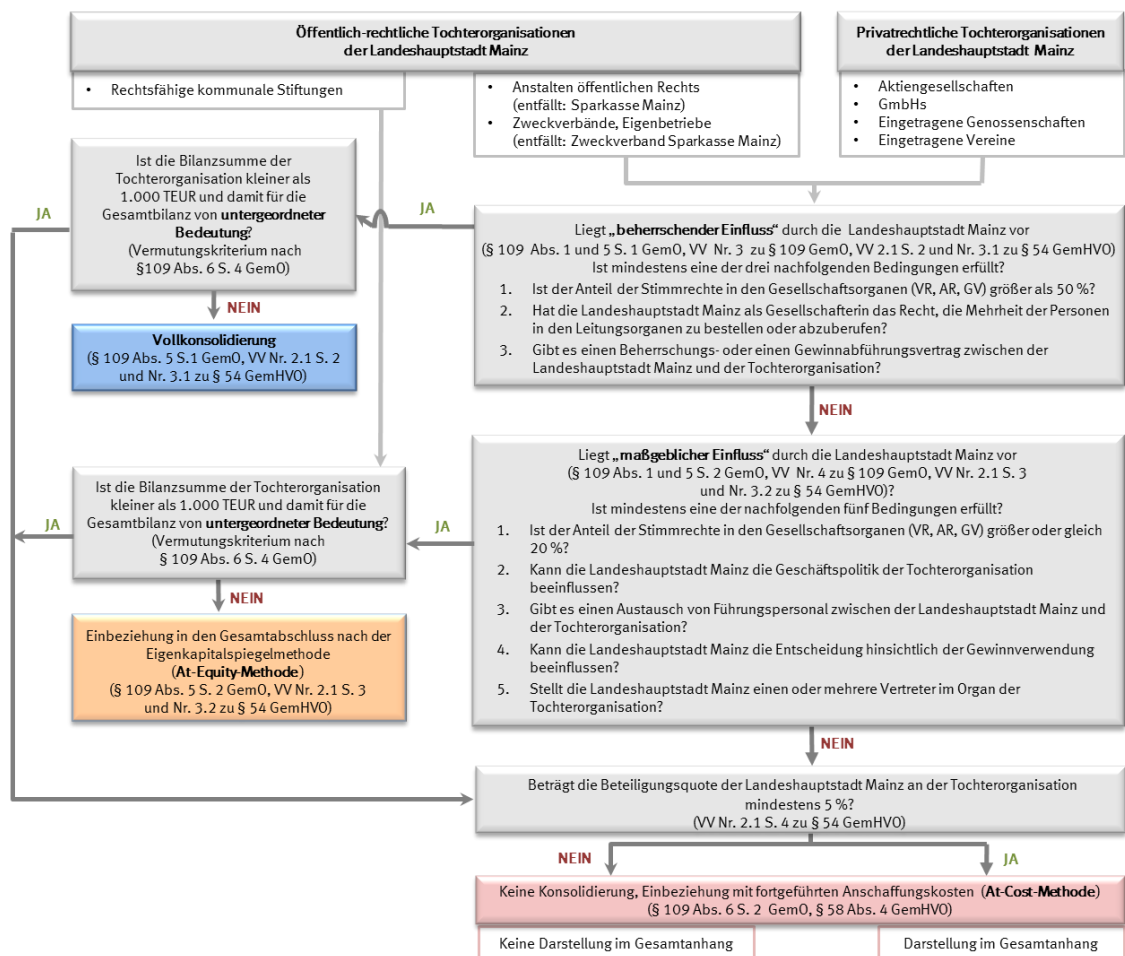 Öffentlich-rechtliche Tochterorganisationen
der Landeshauptstadt Mainz
Privatrechtliche Tochterorganisationen
der Landeshauptstadt Mainz
• Rechtsfähige kommunale Stiftungen
• Anstalten öffentlichen Rechts
(entfällt: Sparkasse Mainz)
• Zweckverbände, Eigenbetriebe
(entfällt: Zweckverband Sparkasse Mainz)
• Aktiengesellschaften
• GmbHs
• Eingetragene Genossenschaften
• Eingetragene Vereine
Ist die Bilanzsumme der
Tochterorganisation kleiner als
1.000 TEUR und damit für die
Gesamtbilanz von untergeordneter
Bedeutung?
(Vermutungskriterium nach
§109 Abs. 6 S. 4 GemO)
JA
JA
Liegt „beherrschender Einfluss“ durch die Landeshauptstadt Mainz vor
(§ 109 Abs. 1 und 5 S. 1 GemO, VV Nr. 3 zu § 109 GemO, VV 2.1 S. 2 und Nr. 3.1 zu § 54 GemHVO)
Ist mindestens eine der drei nachfolgenden Bedingungen erfüllt?
1. Ist der Anteil der Stimmrechte in den Gesellschaftsorganen (VR, AR, GV) größer als 50 %?
2. Hat die Landeshauptstadt Mainz als Gesellschafterin das Recht, die Mehrheit der Personen
in den Leitungsorganen zu bestellen oder abzuberufen?
3. Gibt es einen Beherrschungs- oder einen Gewinnabführungsvertrag zwischen der
Landeshauptstadt Mainz und der Tochterorganisation?
NEIN
Vollkonsolidierung
(§ 109 Abs. 5 S.1 GemO, VV Nr. 2.1 S. 2
und Nr. 3.1 zu § 54 GemHVO)
NEIN
Liegt „maßgeblicher Einfluss“ durch die Landeshauptstadt Mainz vor
(§ 109 Abs. 1 und 5 S. 2 GemO, VV Nr. 4 zu § 109 GemO, VV Nr. 2.1 S. 3
und Nr. 3.2 zu § 54 GemHVO)?
Ist mindestens eine der nachfolgenden fünf Bedingungen erfüllt?
1. Ist der Anteil der Stimmrechte in den Gesellschaftsorganen (VR, AR, GV) größer oder gleich
20 %?
2. Kann die Landeshauptstadt Mainz die Geschäftspolitik der Tochterorganisation
beeinflussen?
3. Gibt es einen Austausch von Führungspersonal zwischen der Landeshauptstadt Mainz und
der Tochterorganisation?
4. Kann die Landeshauptstadt Mainz die Entscheidung hinsichtlich der Gewinnverwendung
beeinflussen?
5. Stellt die Landeshauptstadt Mainz einen oder mehrere Vertreter im Organ der
Tochterorganisation?
JA
JA
Ist die Bilanzsumme der Tochterorganisation
kleiner als 1.000 TEUR und damit für die
Gesamtbilanz von untergeordneter Bedeutung?
(Vermutungskriterium nach
§ 109 Abs. 6 S. 4 GemO)
NEIN
Einbeziehung in den Gesamtabschluss nach der
Eigenkapitalspiegelmethode
(At-Equity-Methode)
(§ 109 Abs. 5 S. 2 GemO, VV Nr. 2.1 S. 3
und Nr. 3.2 zu § 54 GemHVO)
NEIN
Beträgt die Beteiligungsquote der Landeshauptstadt Mainz an der Tochterorganisation
mindestens 5 %?
(VV Nr. 2.1 S. 4 zu § 54 GemHVO)
NEIN
JA
Keine Konsolidierung, Einbeziehung mit fortgeführten Anschaffungskosten (At-Cost-Methode)
(§ 109 Abs. 6 S. 2 GemO, § 58 Abs. 4 GemHVO)
Keine Darstellung im Gesamtanhang
Darstellung im Gesamtanhang